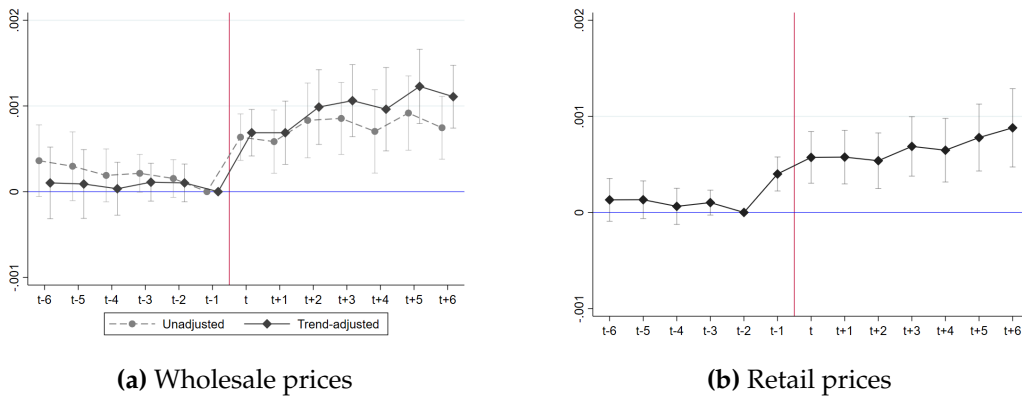 .002
.001
0
-.001
t-6 t-5 t-4 t-3 t-2 t-1 t t+1 t+2 t+3 t+4 t+5 t+6
Unadjusted Trend-adjusted
(a) Wholesale prices
.002
.001
0
-.001
t-6 t-5 t-4 t-3 t-2 t-1 t t+1 t+2 t+3 t+4 t+5 t+6
(b) Retail prices